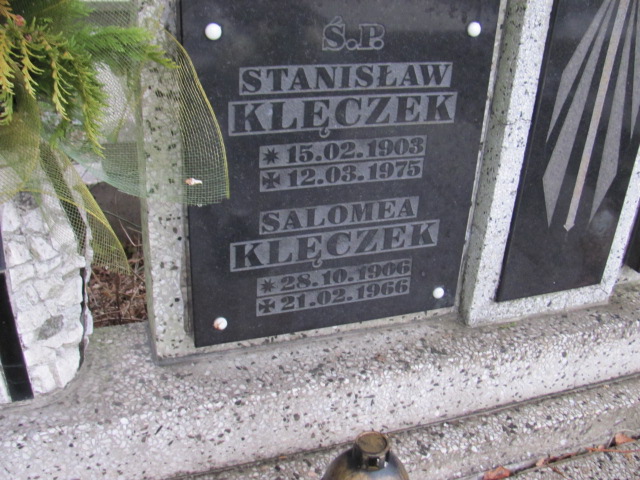 Ś.P.
STANISŁAW
KLĘCZEK
15.02.1903
12.03.1975
SALOMEA
KLĘCZEK
28.10.1906
21.02.1966